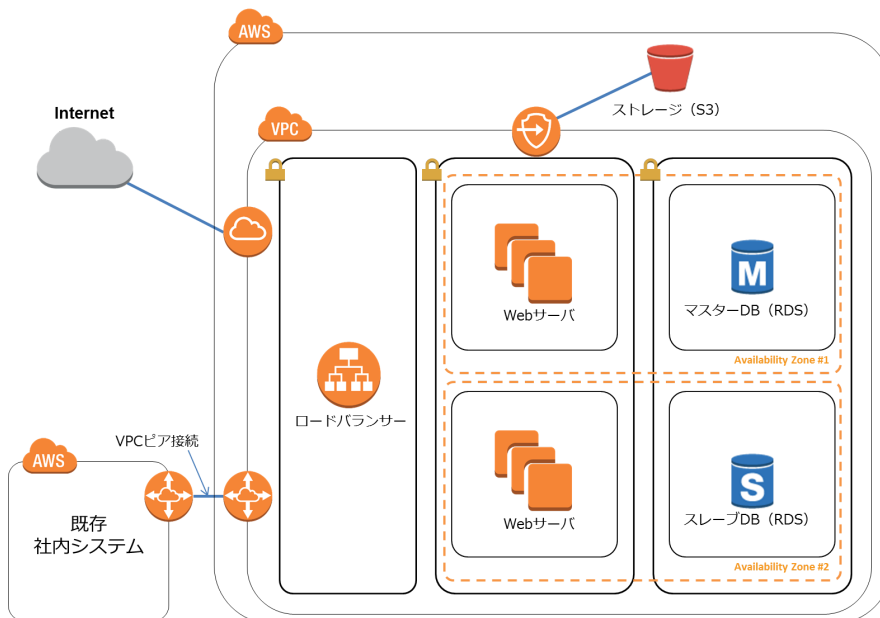 AWS
ストレージ（S3）
Internet
VPC
Webサーバ
M
マスターDB（RDS）
Availability Zone #1
ロードバランサー
VPCピア接続
AWS
既存
社内システム
Webサーバ
S
スレーブDB（RDS）
Availability Zone #2